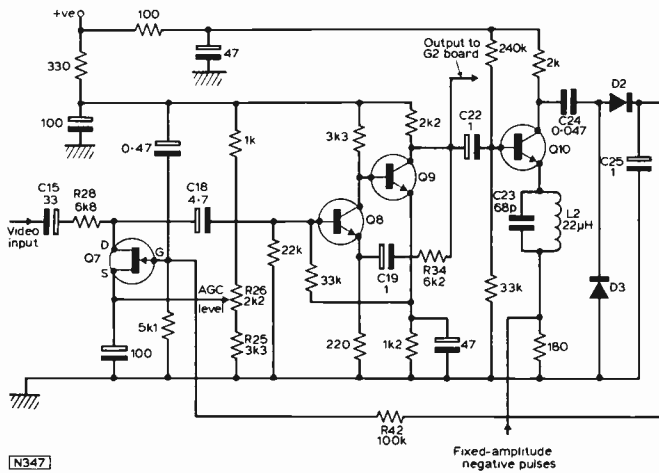 +ve
100
47
330
100
0·47
1k
3k3
2k2
Output to
G2 board
240k
2k
C22
1
C24
0·047
D2
C25
1
Q10
Q9
Q8
C15
33
R28
6k8
C18
4·7
Video
input
D
G
S
Q7
AGC
level
R26
2k2
R25
3k3
22k
33k
C19
1
R34
6k2
33k
C23
68p
L2
22µH
D3
5k1
100
220
1k2
47
180
R42
100k
Fixed-amplitude
negative pulses
N347